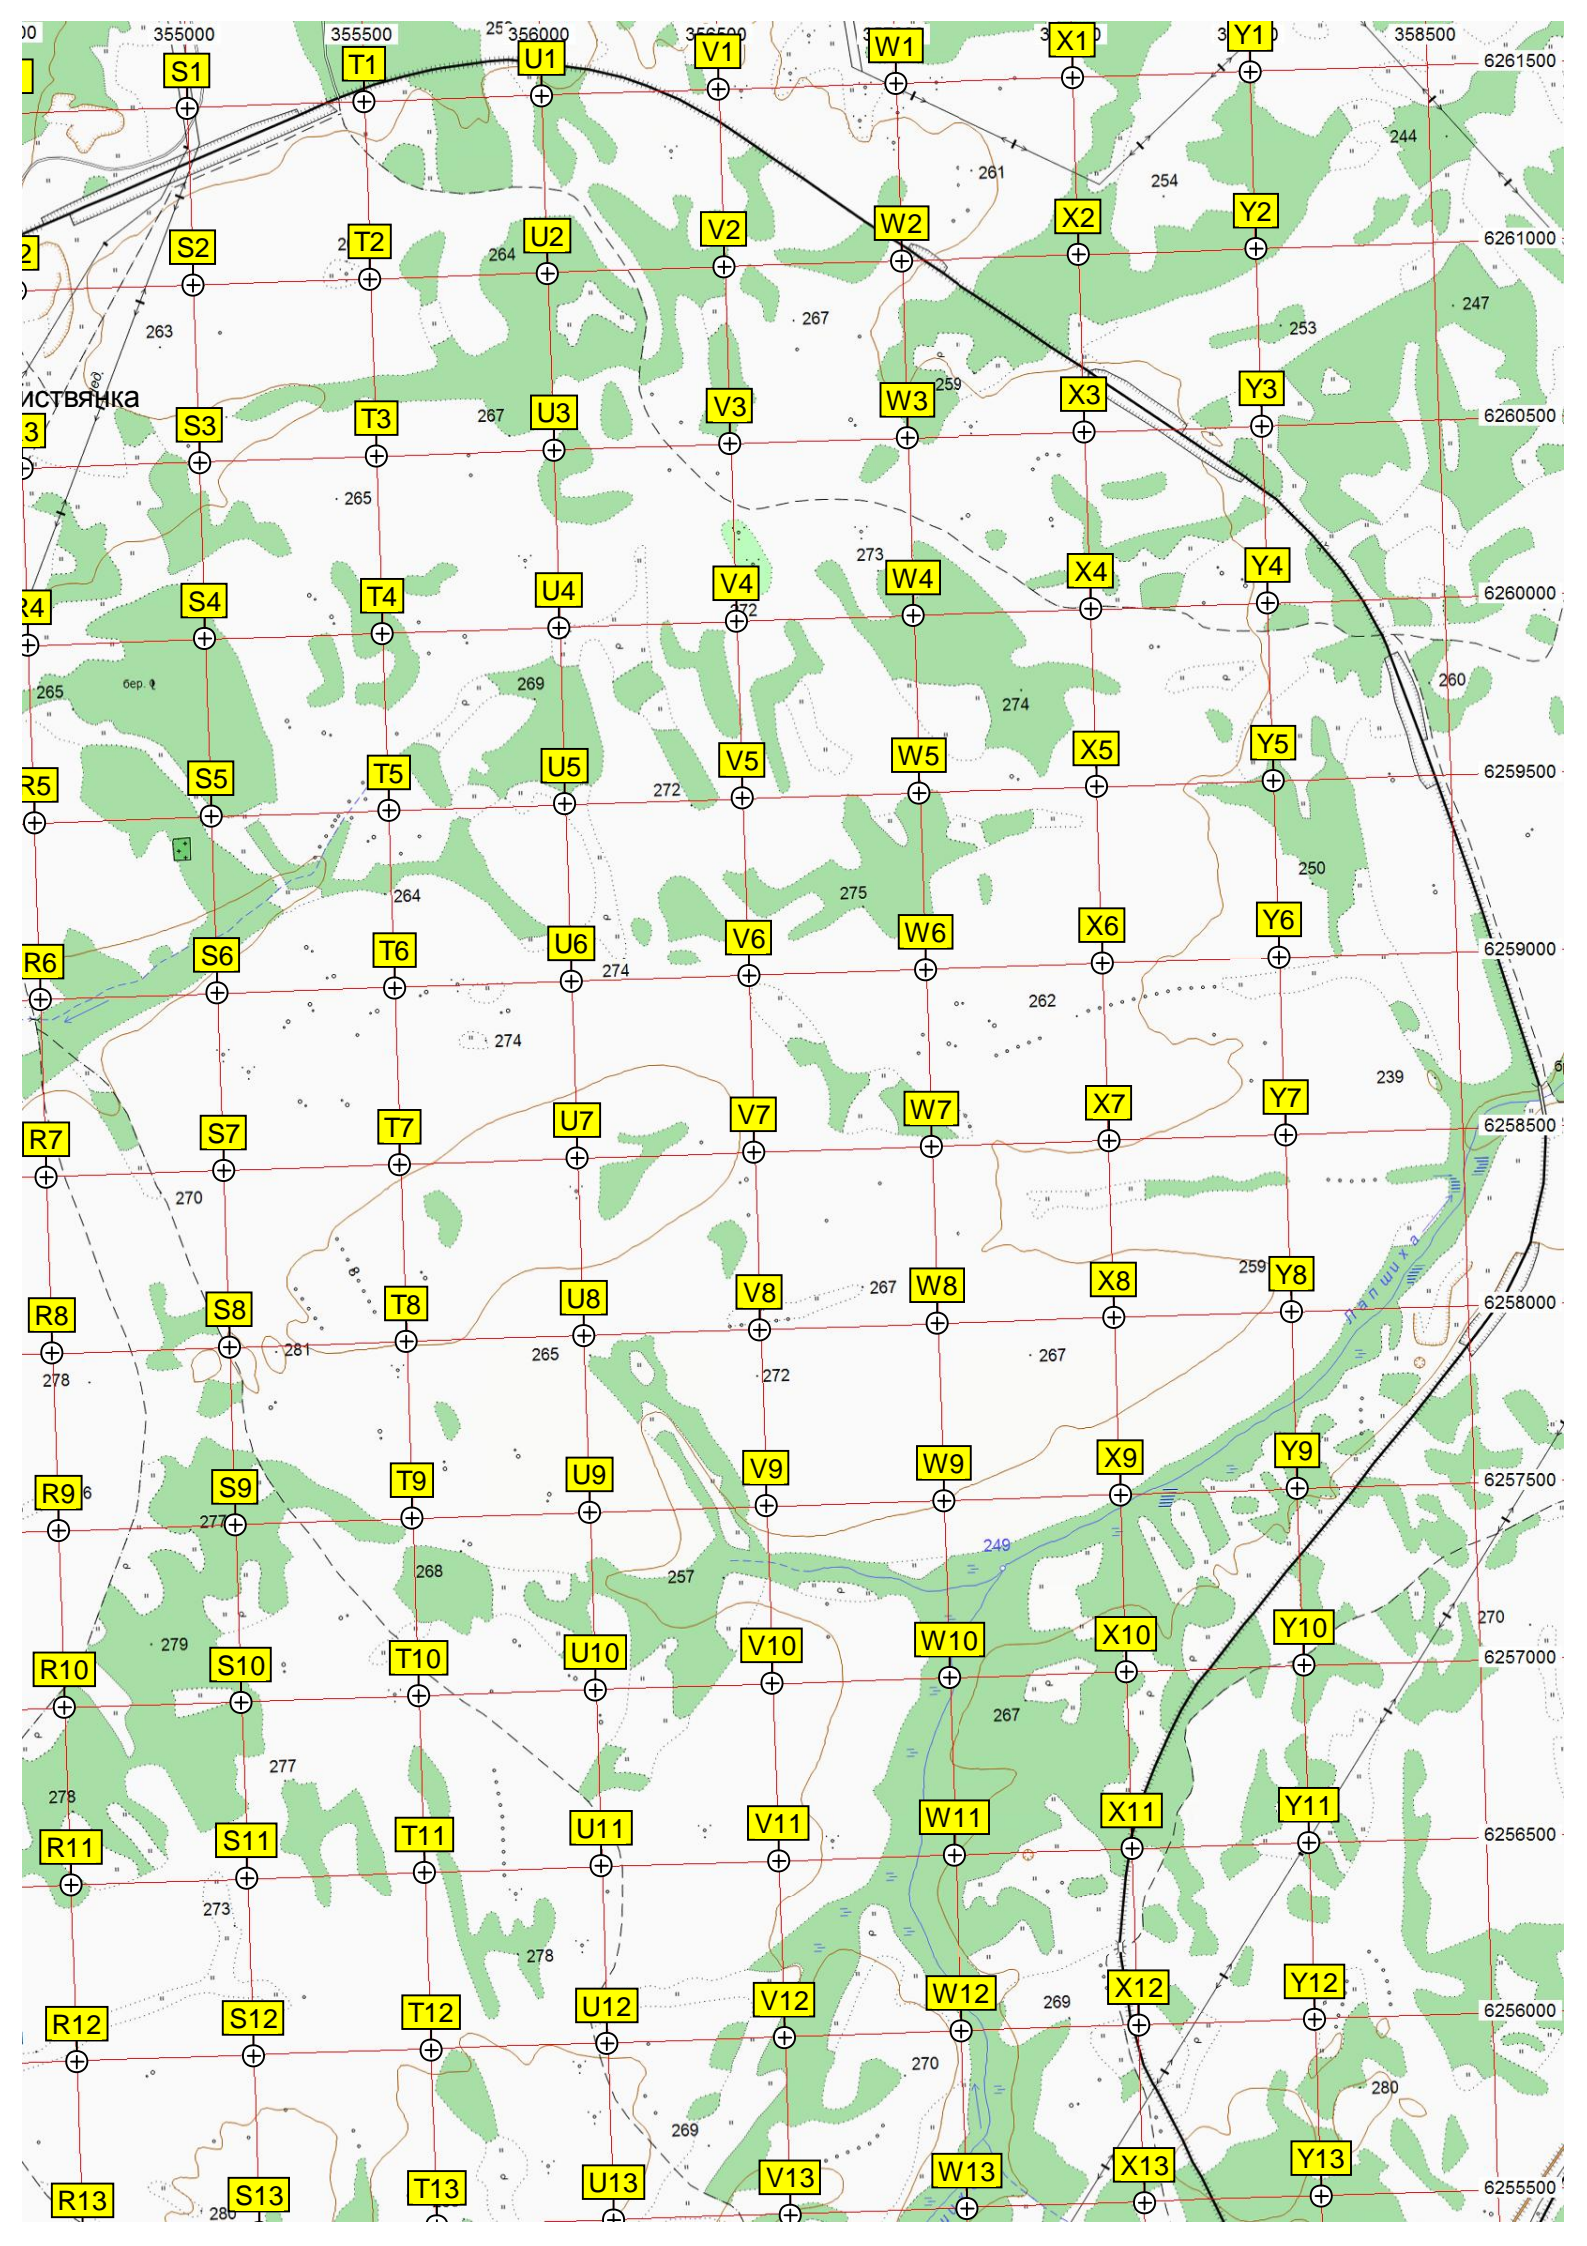 355000 355500 356000 358500
S1 T1 U1 V1 W1 X1 Y1 6261500
244
261 254
S2 T2 U2 V2 W2 X2 Y2 6261000
264
247
263 267 253
иствянка
259
S3 T3 U3 V3 W3 X3 Y3 6260500
267
265
273
R4 S4 T4 U4 V4 W4 X4 Y4 6260000
265 бер. 269 274 260
R5 S5 T5 U5 V5 W5 X5 Y5 6259500
272
264 275 250
R6 S6 T6 U6 V6 W6 X6 Y6 6259000
274
262
274
239
R7 S7 T7 U7 V7 W7 X7 Y7 6258500
270
Папшиха
259
267
R8 S8 T8 U8 V8 W8 X8 Y8 6258000
281 265 267
278 272
R9 S9 T9 U9 V9 W9 X9 Y9 6257500
277
249
268 257
270
279
R10 S10 T10 U10 V10 W10 X10 Y10 6257000
267
277
278
R11 S11 T11 U11 V11 W11 X11 Y11 6256500
273
278
269
R12 S12 T12 U12 V12 W12 X12 Y12 6256000
270
280
269
R13 S13 T13 U13 V13 W13 X13 Y13 6255500
280